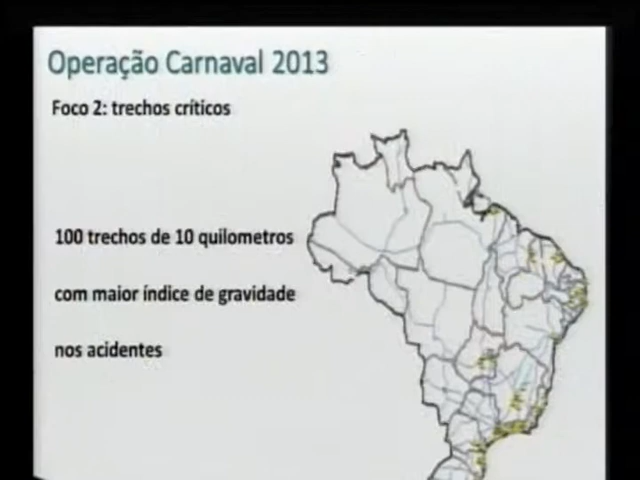 Operação Carnaval 2013
Foco 2: trechos críticos
100 trechos de 10 quilometros
com maior índice de gravidade
nos acidentes